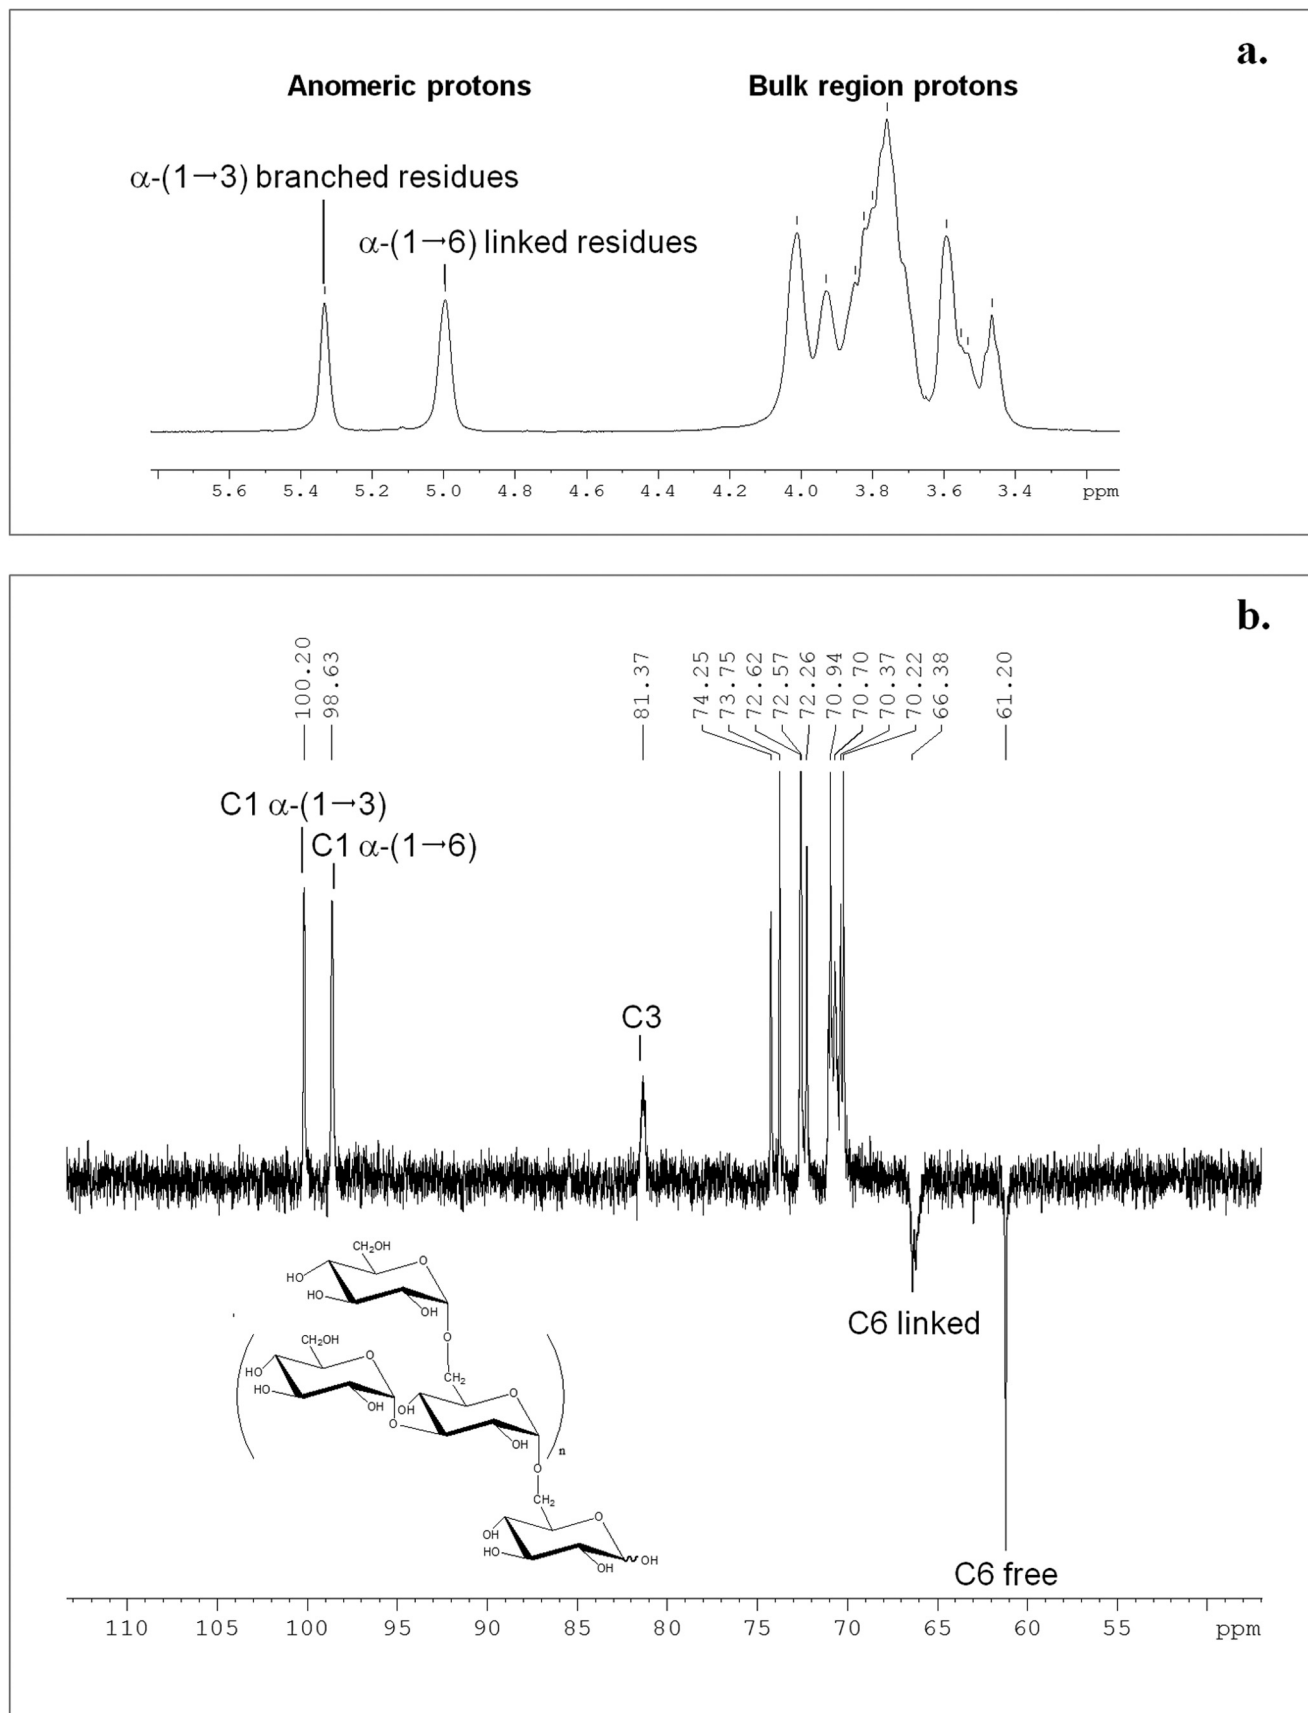 a.
Anomeric protons Bulk region protons
α-(1→3) branched residues
α-(1→6) linked residues
5.6 5.4 5.2 5.0 4.8 4.6 4.4 4.2 4.0 3.8 3.6 3.4 ppm
b.
100.20 98.63 81.37 74.25 73.75 72.62 72.57 72.26 70.94 70.70 70.37 70.22 66.38 61.20
C1 α-(1→3)
C1 α-(1→6)
C3
CH2OH
O
HO
HO
OH
O
C6 linked
CH2OH
O
CH2
HO
HO
O
OH OH
O
OH
n
O
CH2
O
OH
HO
OH
OH
C6 free
110 105 100 95 90 85 80 75 70 65 60 55 ppm